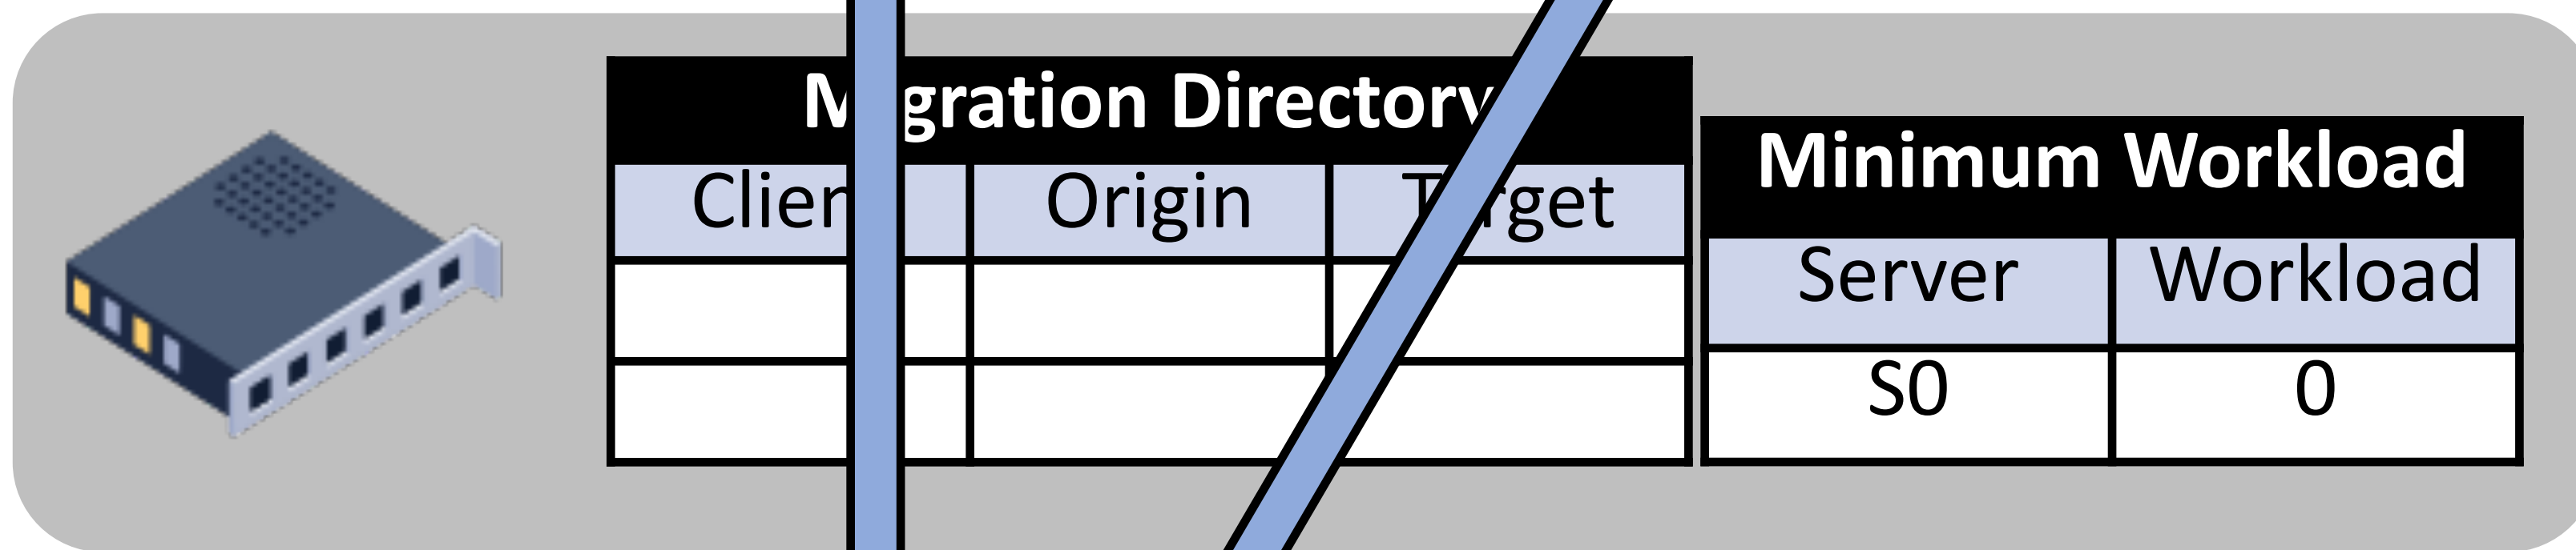 Migration Directory
Client Origin Target
Minimum Workload
Server Workload
S0 0